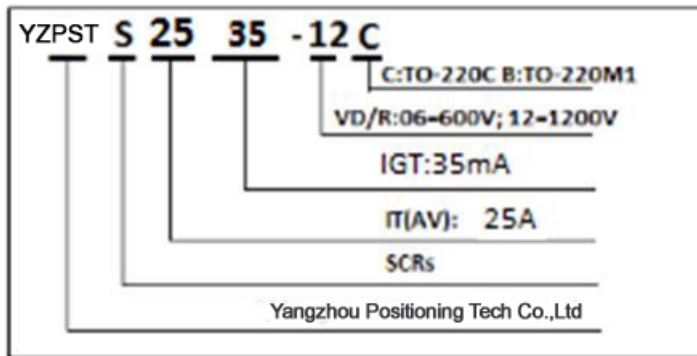 YZPST S 25 35 -12 C
C:TO-220C B:TO-220M1
VD/R:06-600V; 12-1200V
IGT:35mA
IT(AV): 25A
SCRs
Yangzhou Positioning Tech Co.,Ltd